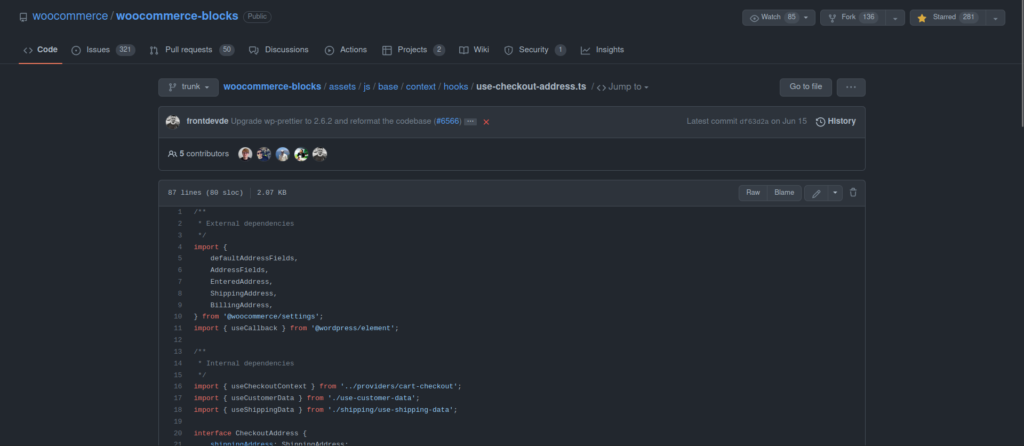 woocommerce / woocommerce-blocks Public
Watch 85 Fork 136 Starred 281
Code Issues 321 Pull requests 50 Discussions Actions Projects 2 Wiki Security 1 Insights
trunk woocommerce-blocks / assets / js / base / context / hooks / use-checkout-address.ts / <> Jump to Go to file ...
frontdevde Upgrade wp-prettier to 2.6.2 and reformat the codebase (#6566) ... Latest commit df63d2a on Jun 15 History
5 contributors
87 lines (80 sloc) 2.07 KB Raw Blame
1 /**
2 * External dependencies
3 */
4 import {
5 defaultAddressFields,
6 AddressFields,
7 EnteredAddress,
8 ShippingAddress,
9 BillingAddress,
10 } from '@woocommerce/settings';
11 import { useCallback } from '@wordpress/element';
12
13 /**
14 * Internal dependencies
15 */
16 import { useCheckoutContext } from '../providers/cart-checkout';
17 import { useCustomerData } from './use-customer-data';
18 import { useShippingData } from './shipping/use-shipping-data';
19
20 interface CheckoutAddress {
21 shippingAddress: ShippingAddress;